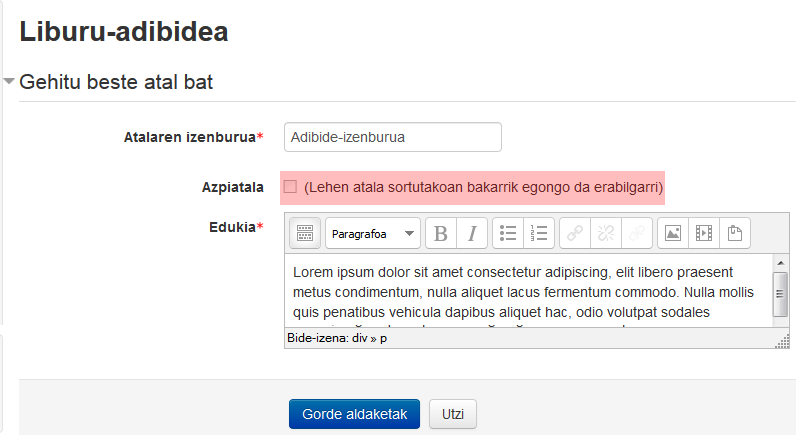 Liburu-adibidea
Gehitu beste atal bat
Atalaren izenburua* Adibide-izenburua
Azpiatala (Lehen atala sortutakoan bakarrik egongo da erabilgarri)
Edukia* Paragrafoa B I
Lorem ipsum dolor sit amet consectetur adipiscing, elit libero praesent
metus condimentum, nulla aliquet lacus fermentum commodo. Nulla mollis
quis penatibus vehicula dapibus aliquet hac, odio volutpat sodales
Bide-izena: div » p
Gorde aldaketak Utzi